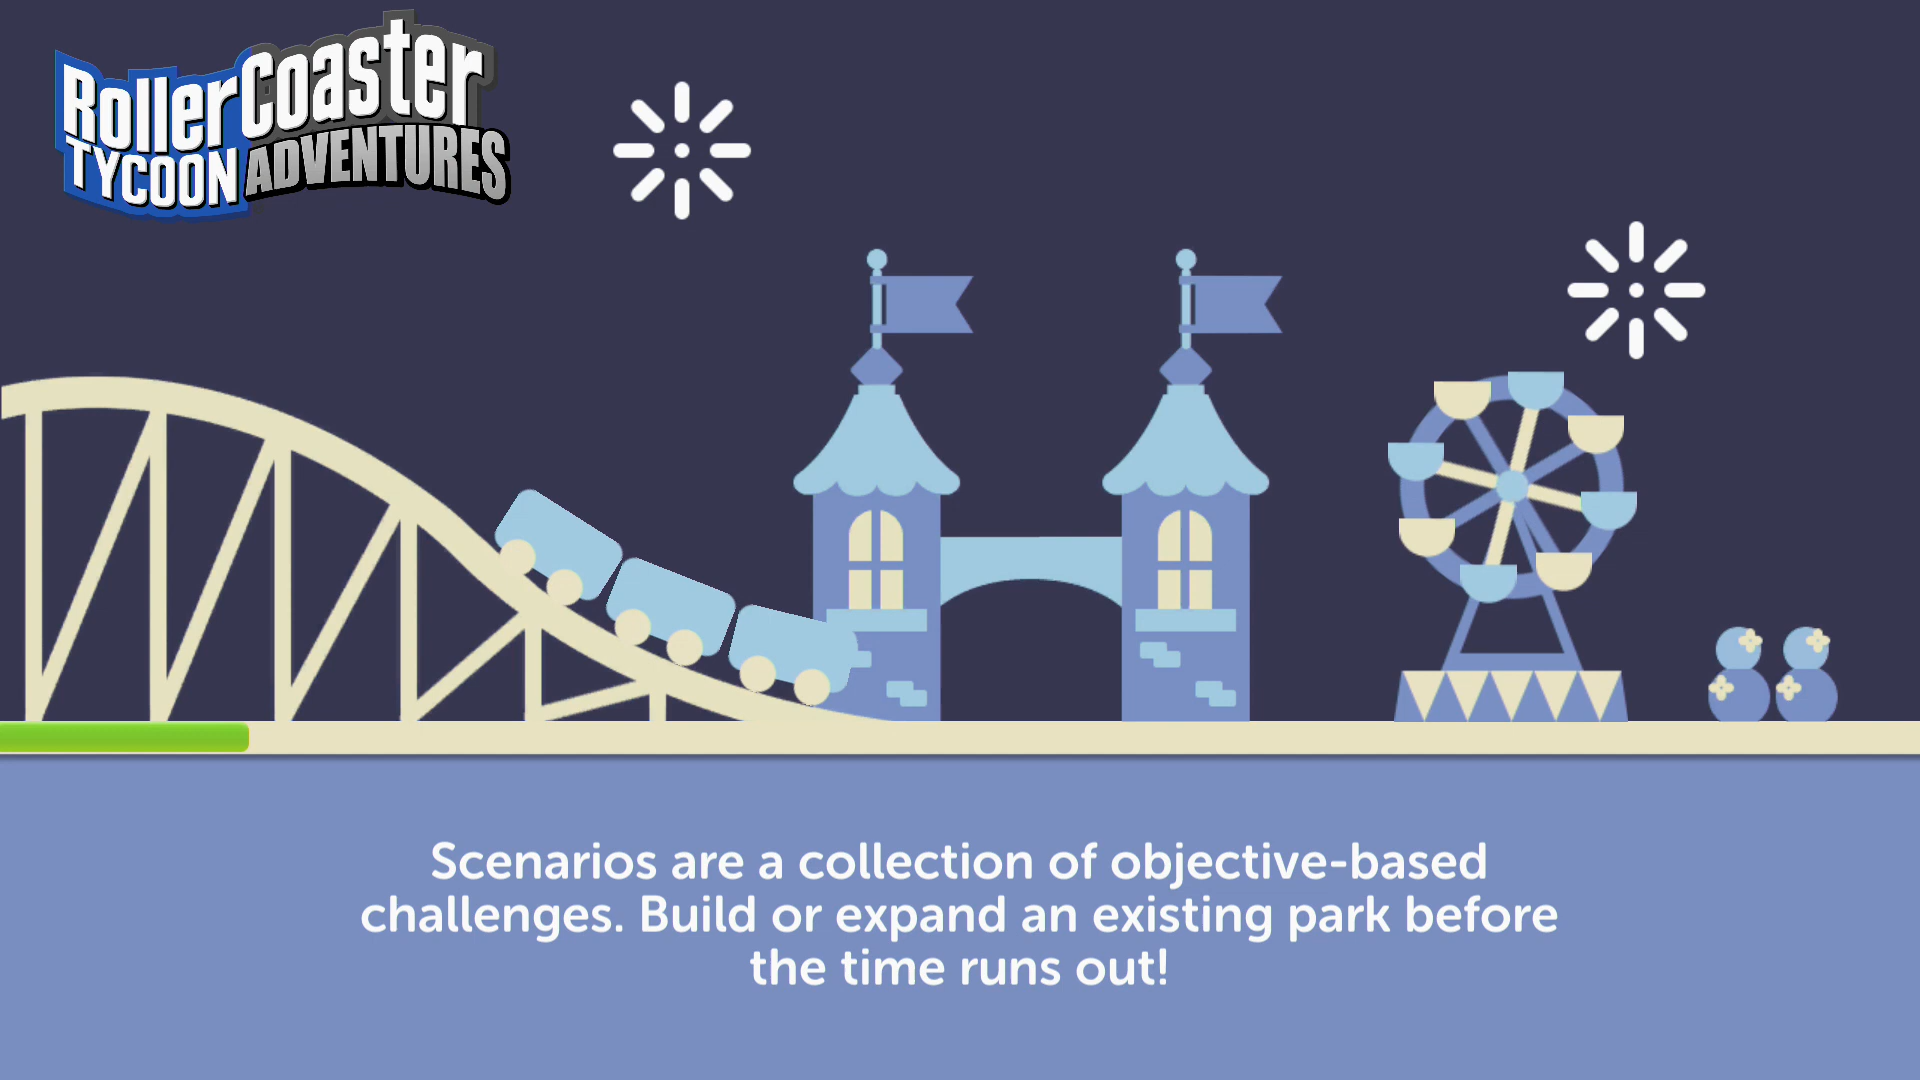 RollerCoaster
TYCOON ADVENTURES
Scenarios are a collection of objective-based
challenges. Build or expand an existing park before
the time runs out!